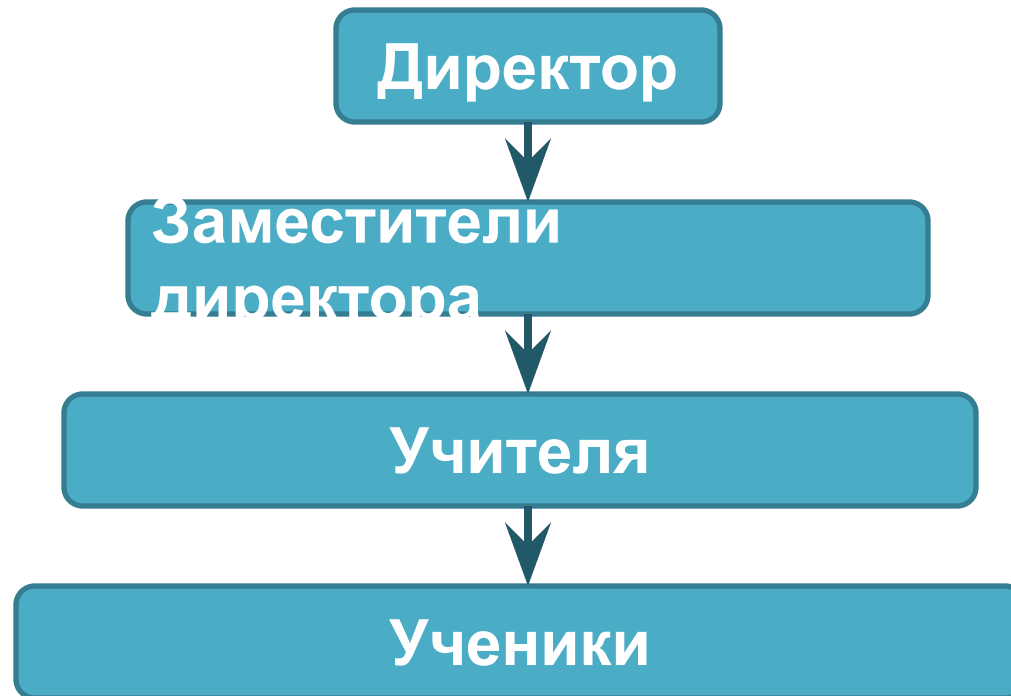 Директор
Заместители
директора
Учителя
Ученики